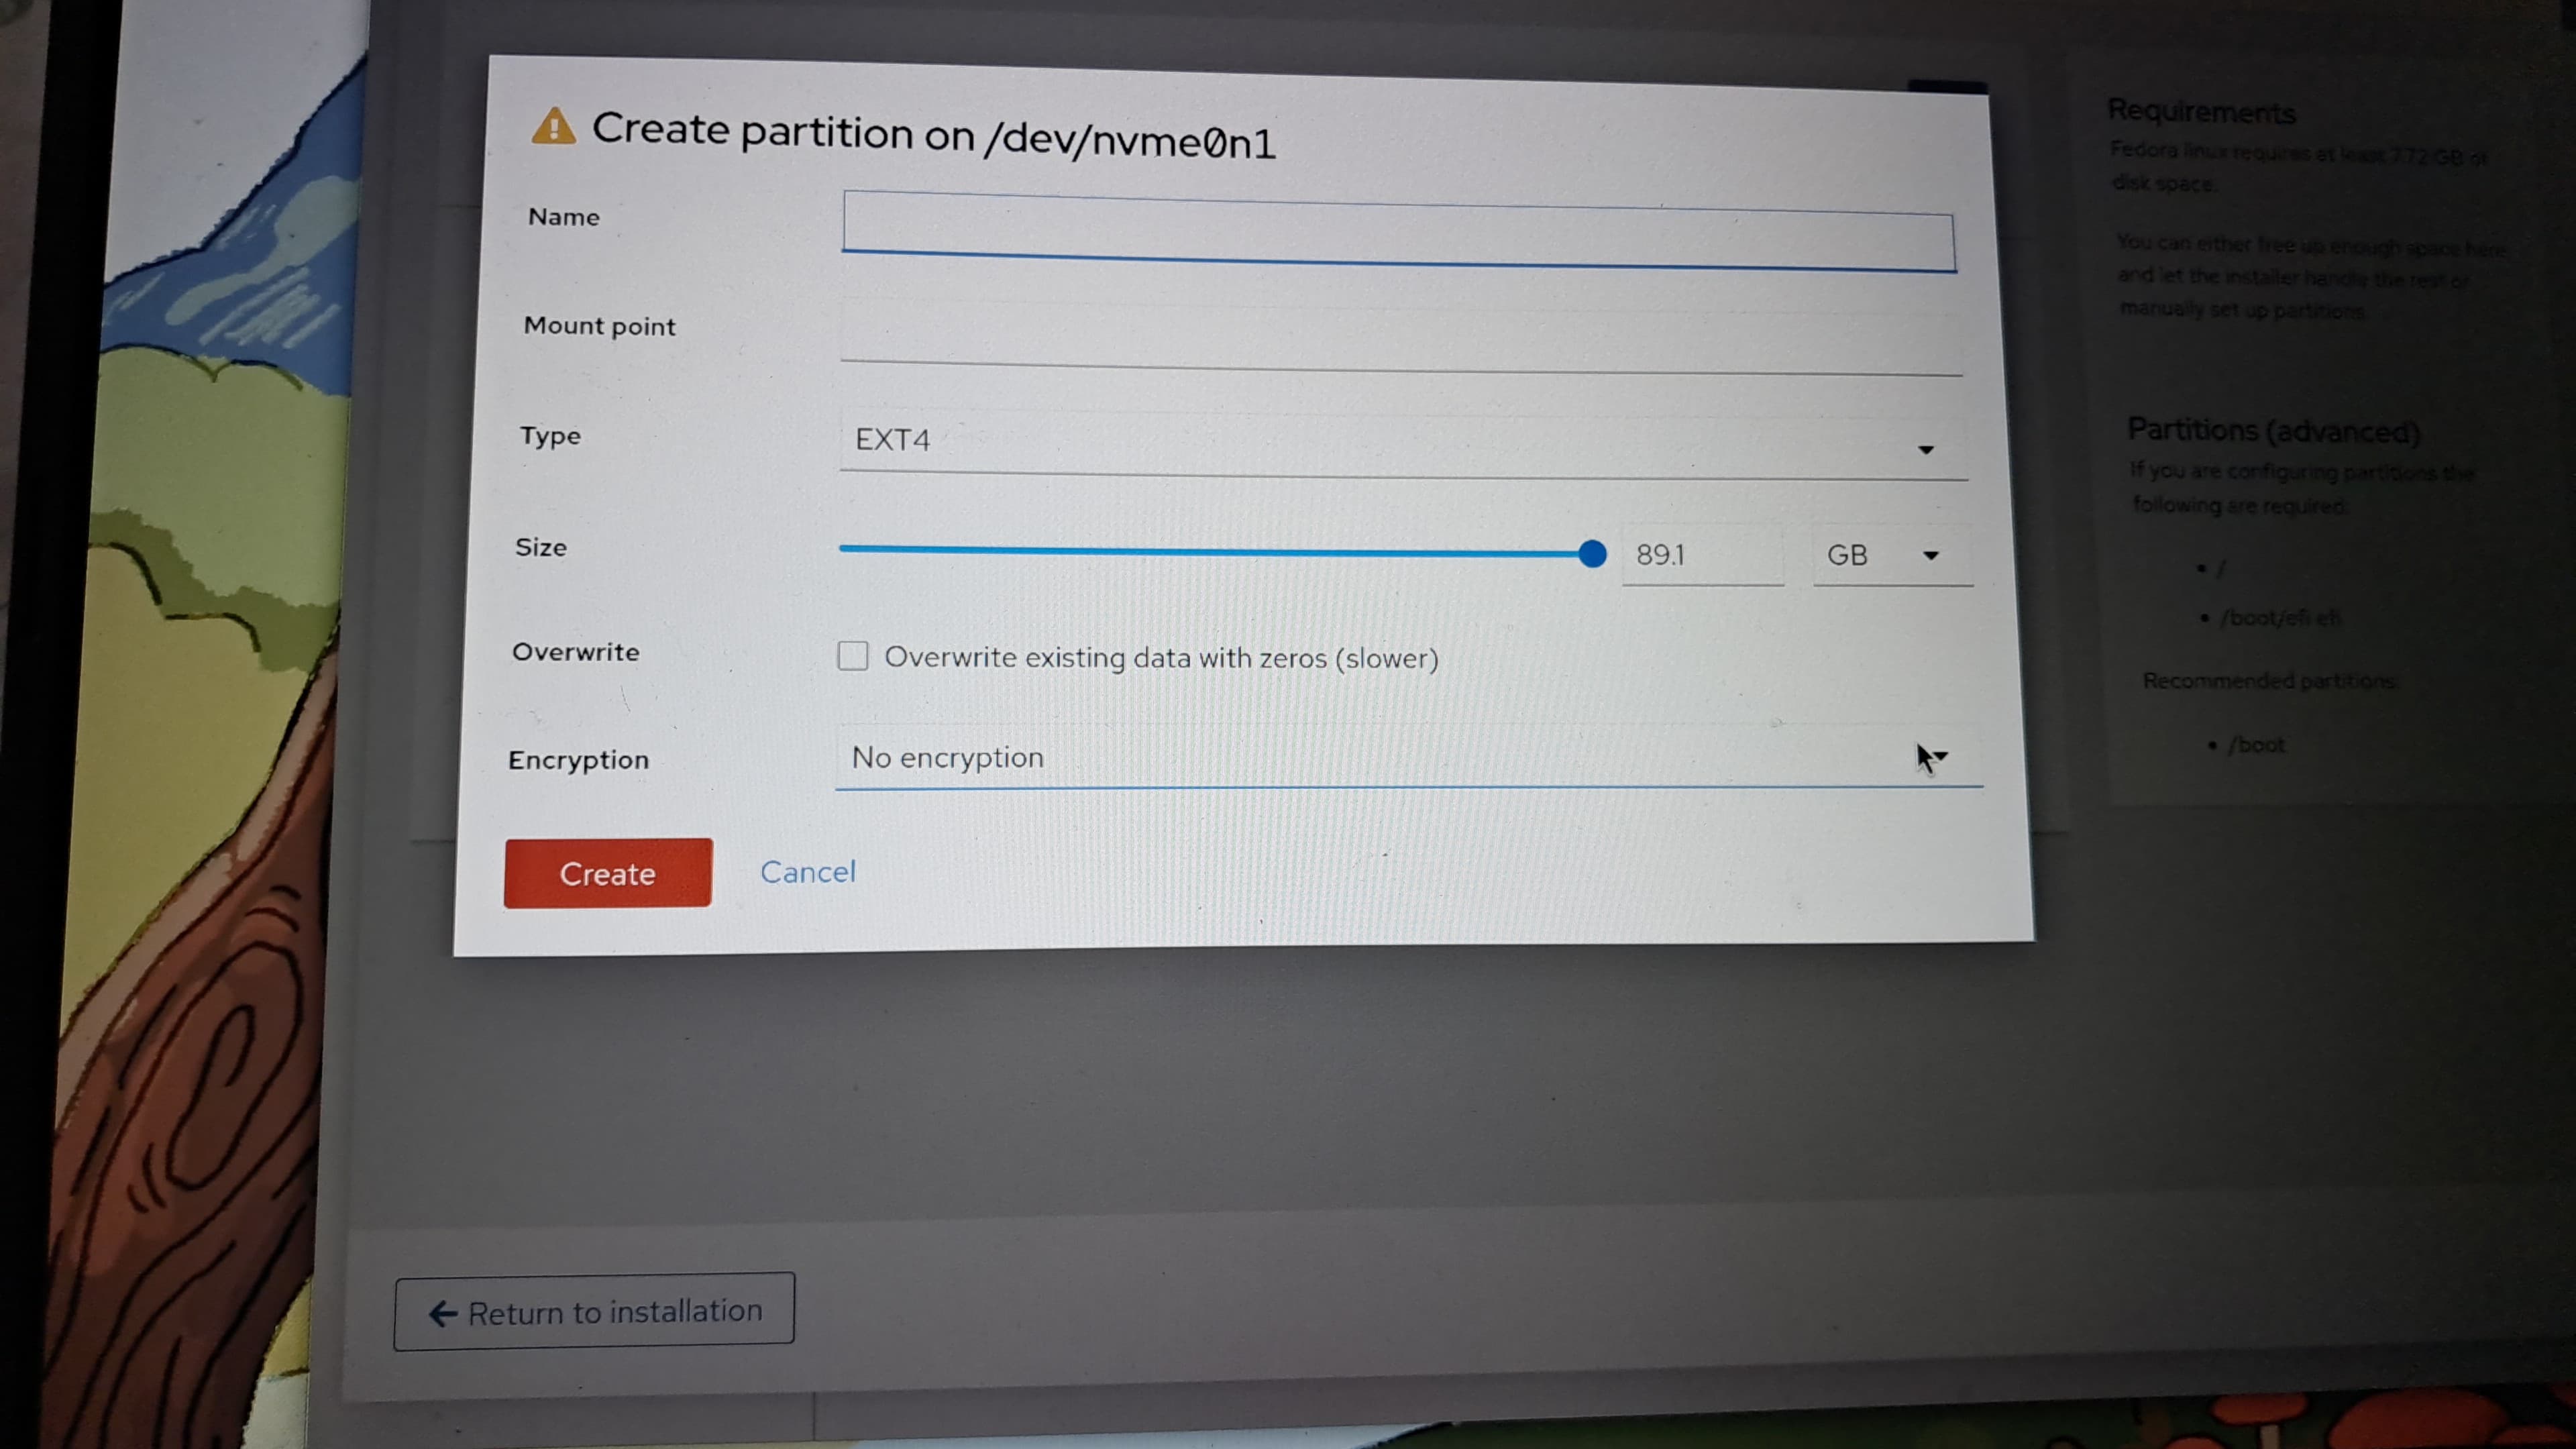 Create partition on /dev/nvme0n1
Name
Mount point
Type
EXT4
Size
89.1
GB
Overwrite
Overwrite existing data with zeros (slower)
Encryption
No encryption
Create
Cancel
Return to installation
Requirements
Fedora linux requires at least 7.72 GB of
disk space.
You can either free up enough space here
and let the installer handle the rest or
manually set up partitions.
Partitions (advanced)
If you are configuring partitions the
following are required:
• /
• /boot/efi efi
Recommended partitions:
• /boot